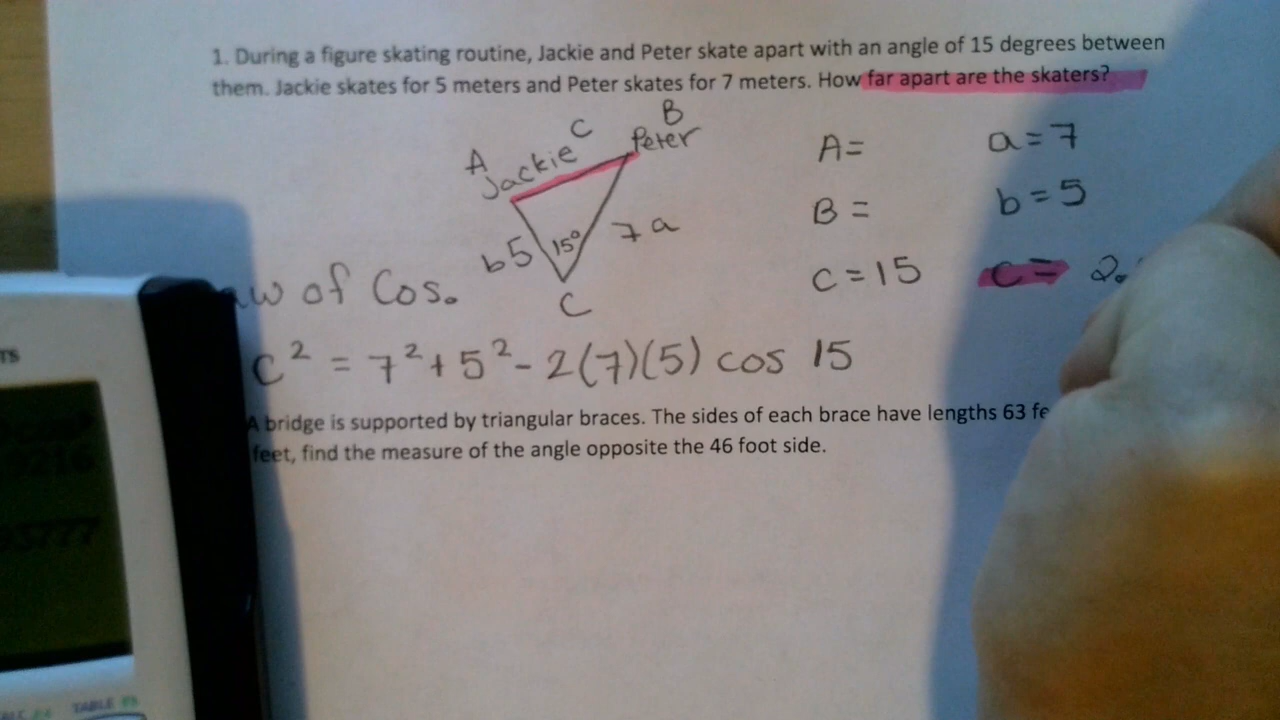 1. During a figure skating routine, Jackie and Peter skate apart with an angle of 15 degrees between
them. Jackie skates for 5 meters and Peter skates for 7 meters. How far apart are the skaters?
A Jackie C B Peter
b 5 15° 7 a
C
A=
a=7
B=
b=5
C=15
c= 2.
of Cos.
c² = 7²+5²-2(7)(5) cos 15
A bridge is supported by triangular braces. The sides of each brace have lengths 63
feet, find the measure of the angle opposite the 46 foot side.
TABLE